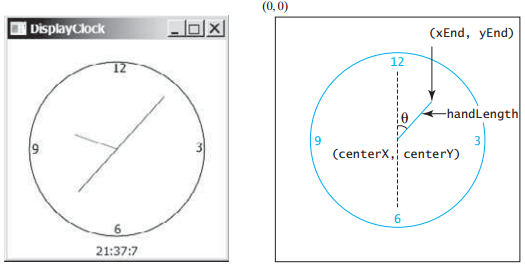 DisplayClock
12
9
3
6
21:37:7
(0, 0)
(xEnd, yEnd)
12
handLength
θ
9
3
(centerX, centerY)
6